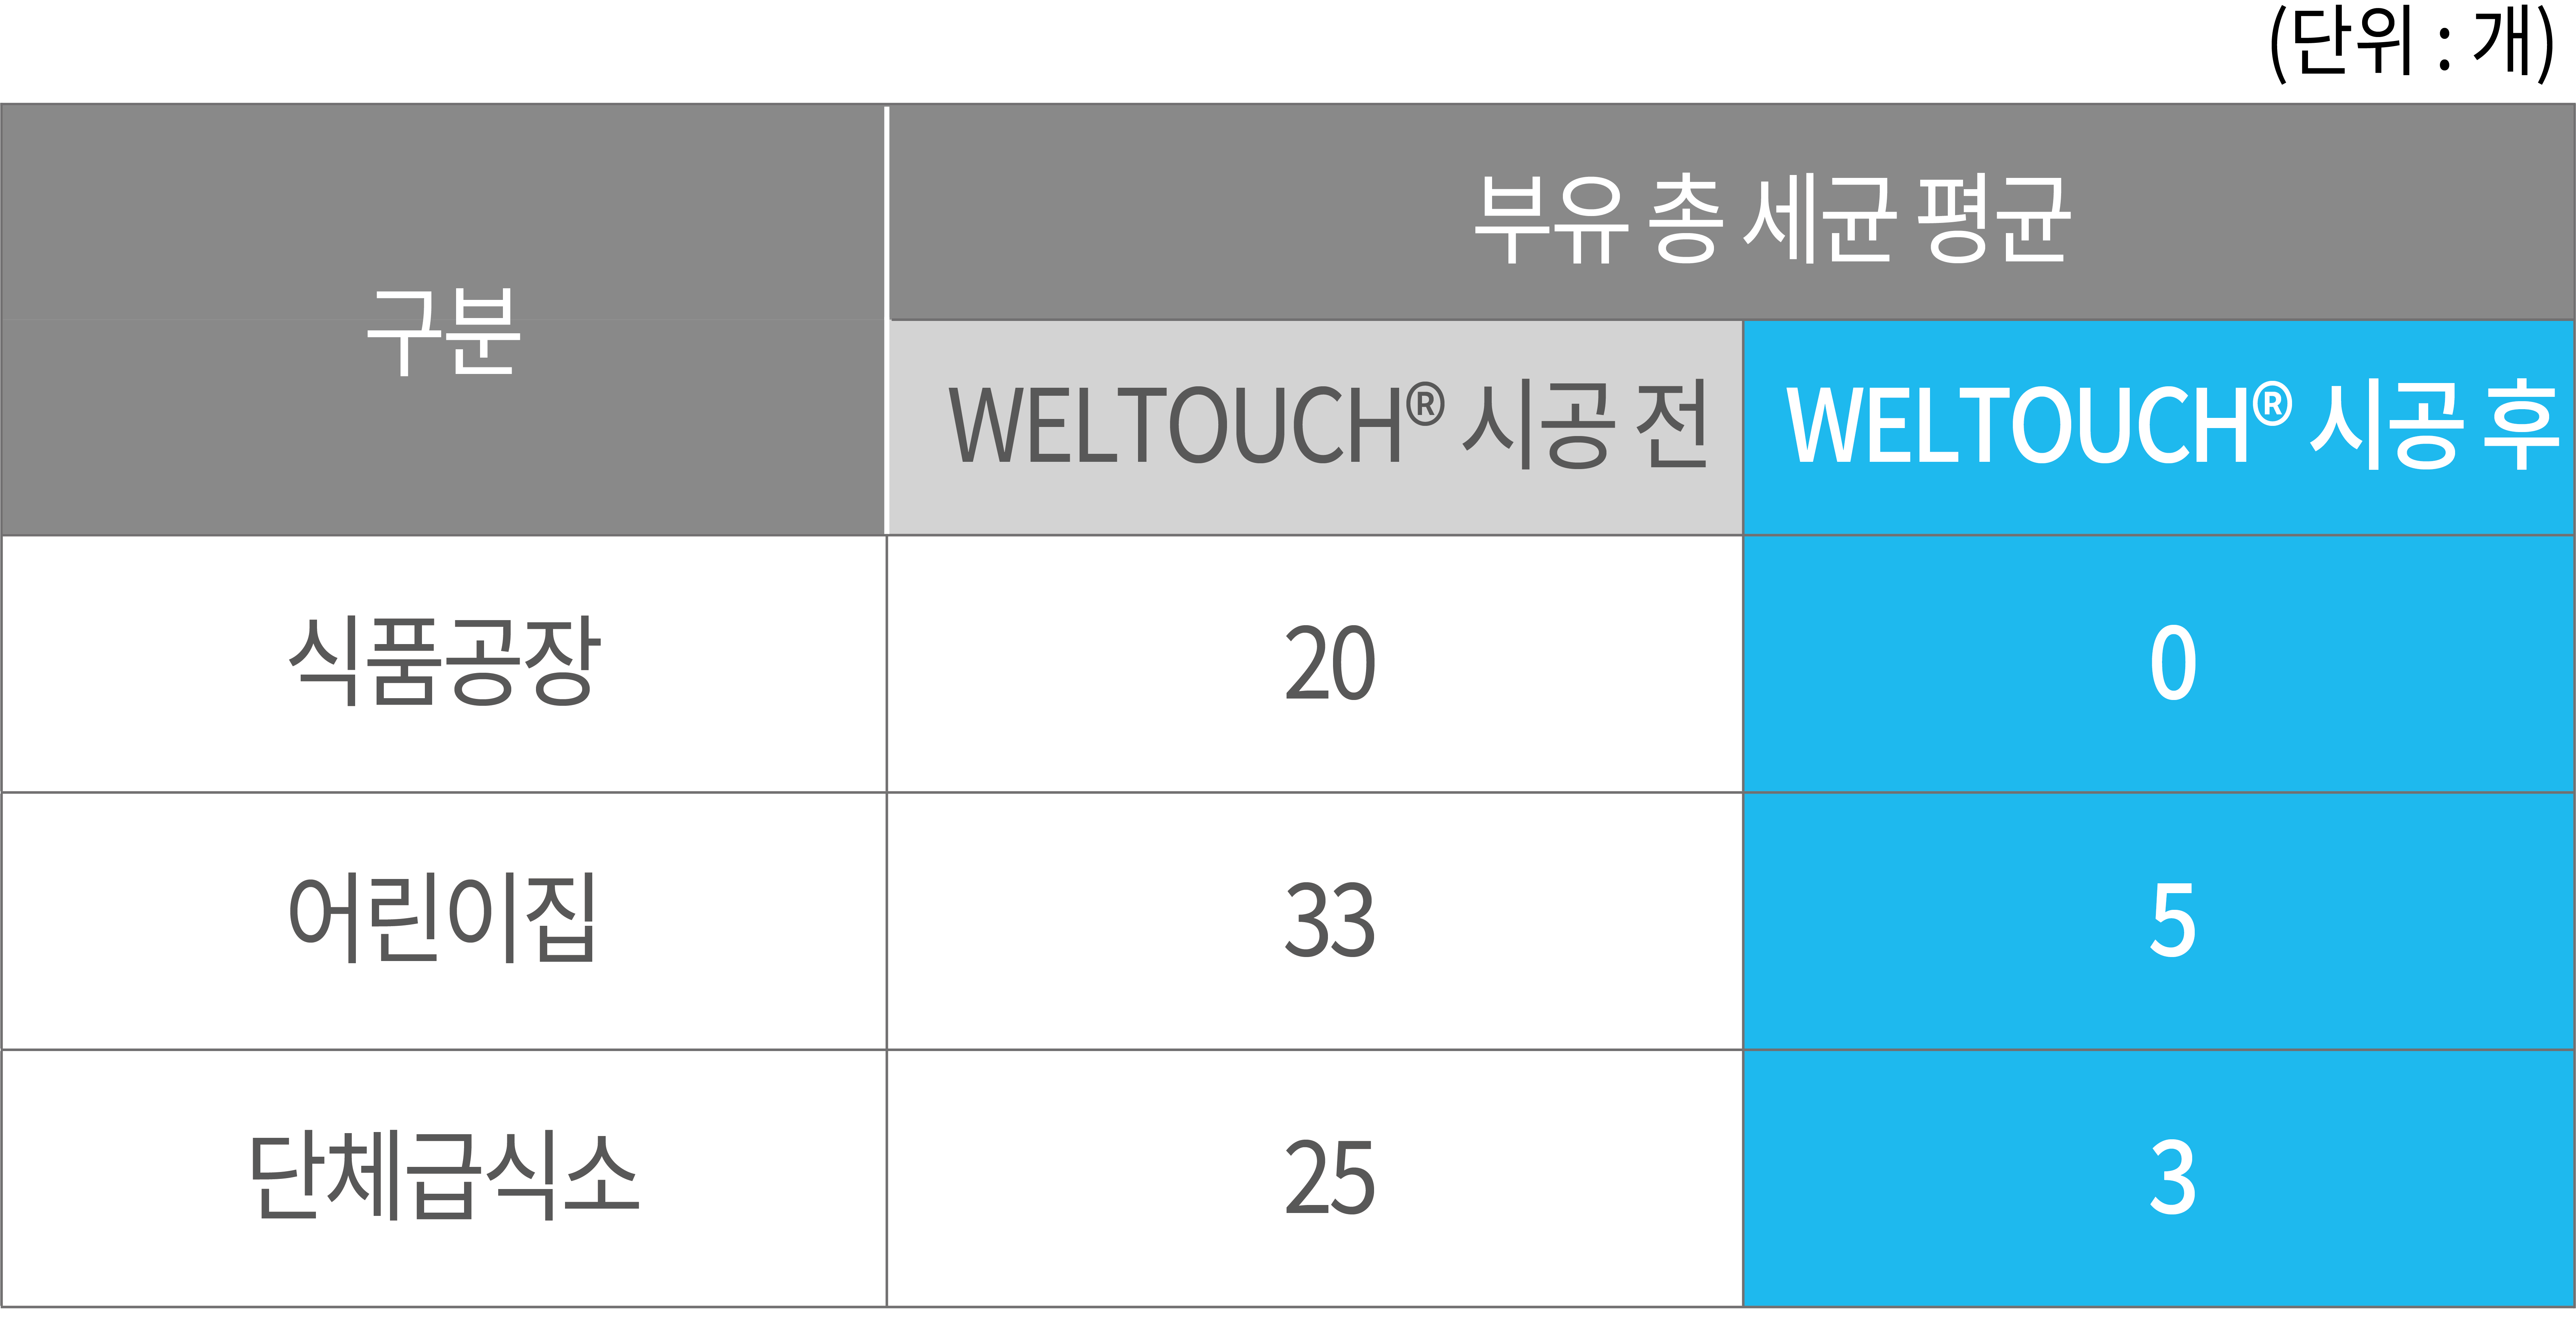 (단위 : 개)
부유 총 세균 평균
구분
WELTOUCH® 시공 전 WELTOUCH® 시공 후
식품공장 20 0
어린이집 33 5
단체급식소 25 3